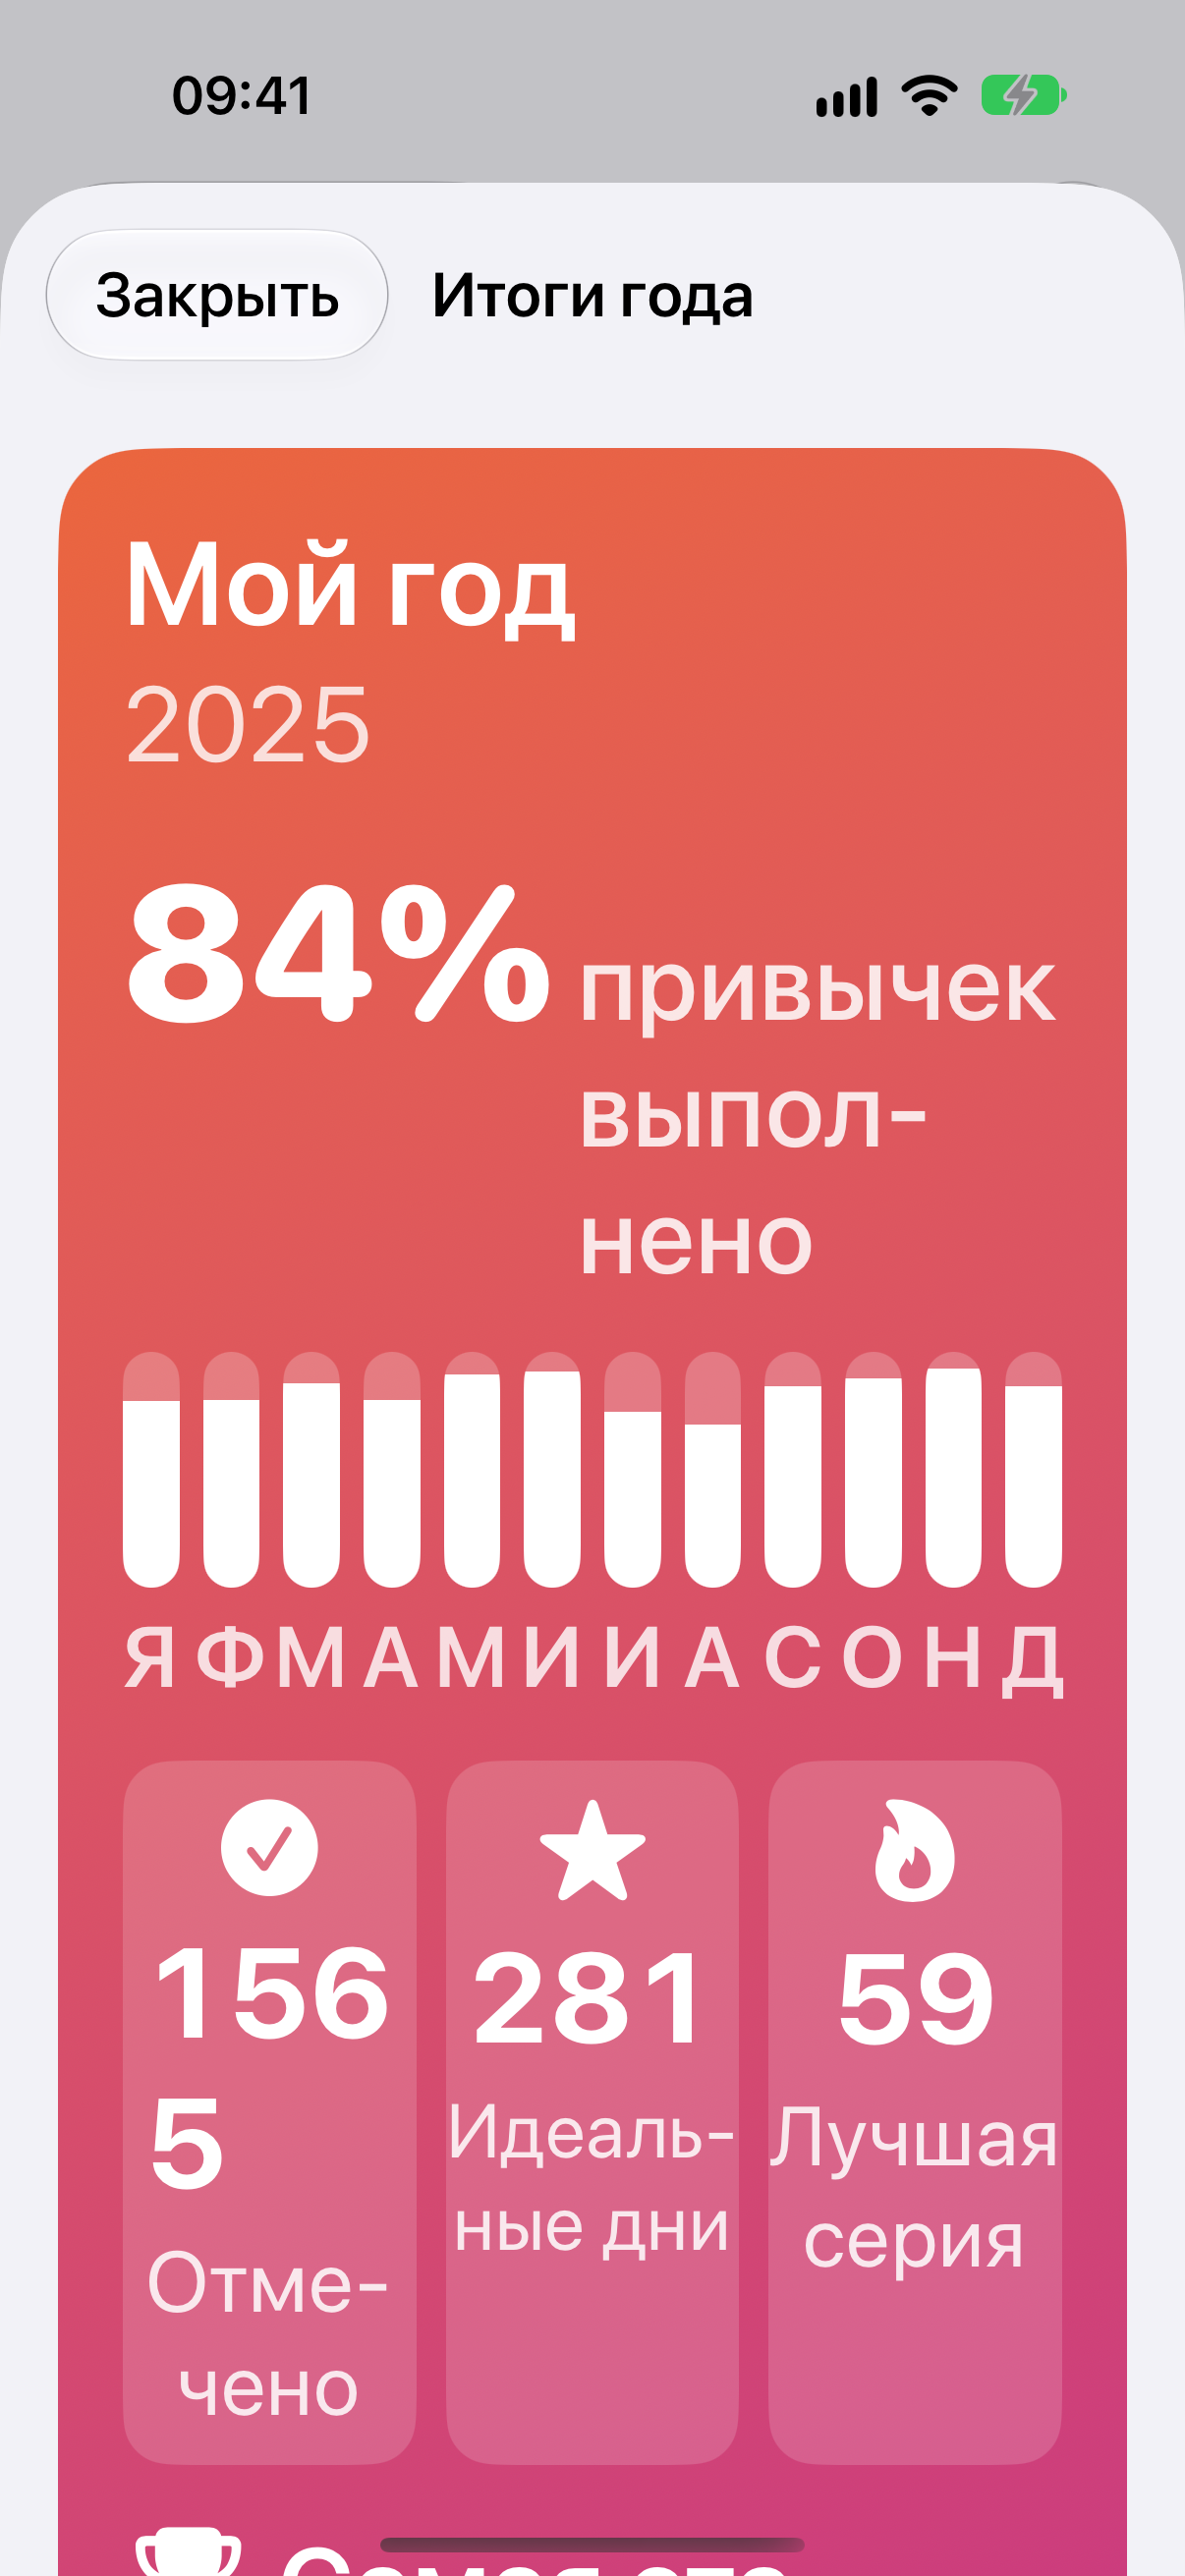 09:41
Закрыть Итоги года
Мой год
2025
84% привычек
выпол-
нено
Я Ф М А М И И А С О Н Д
156 281 59
5
Идеаль- Лучшая
ные дни серия
Отме-
чено